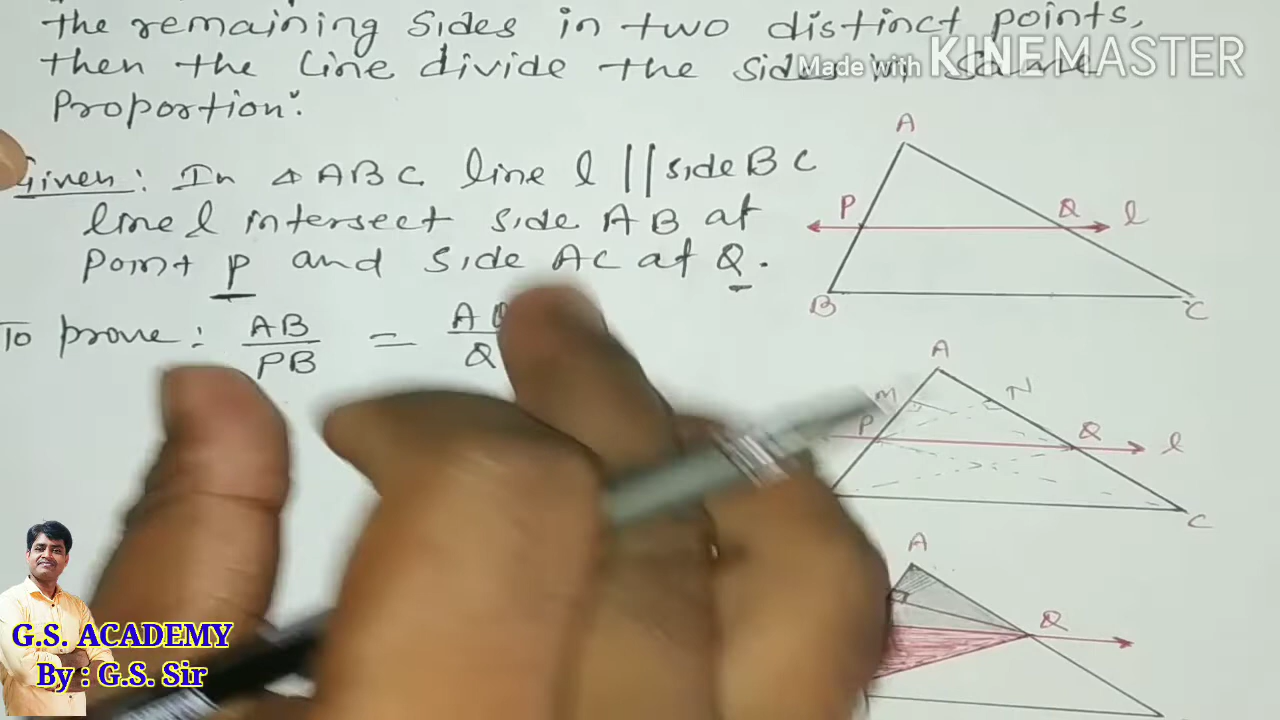 the remaining sides in two distinct points,
then the line divide the sides in same
Proportion".
Made with KINEMASTER
Given: In △ABC line l || side BC
line l intersect side AB at
point P and side AC at Q.
To prove: AB/PB = AQ/Q
A
P
Q
l
B
C
A
M
N
P
Q
l
C
A
Q
G.S. ACADEMY
By : G.S. Sir